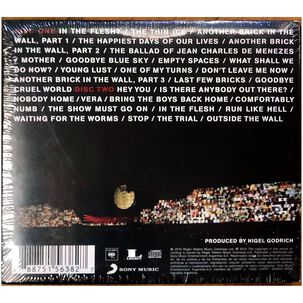 DISC ONE IN THE FLESH? / THE THIN ICE / ANOTHER BRICK IN
THE WALL, PART 1 / THE HAPPIEST DAYS OF OUR LIVES / ANOTHER BRICK
IN THE WALL, PART 2 / THE BALLAD OF JEAN CHARLES DE MENEZES
/ MOTHER / GOODBYE BLUE SKY / EMPTY SPACES / WHAT SHALL WE
DO NOW? / YOUNG LUST / ONE OF MY TURNS / DON'T LEAVE ME NOW /
ANOTHER BRICK IN THE WALL, PART 3 / LAST FEW BRICKS / GOODBYE
CRUEL WORLD DISC TWO HEY YOU / IS THERE ANYBODY OUT THERE? /
NOBODY HOME / VERA / BRING THE BOYS BACK HOME / COMFORTABLY
NUMB / THE SHOW MUST GO ON / IN THE FLESH / RUN LIKE HELL /
WAITING FOR THE WORMS / STOP / THE TRIAL / OUTSIDE THE WALL
PRODUCED BY NIGEL GODRICH
88751 56382
SONY MUSIC